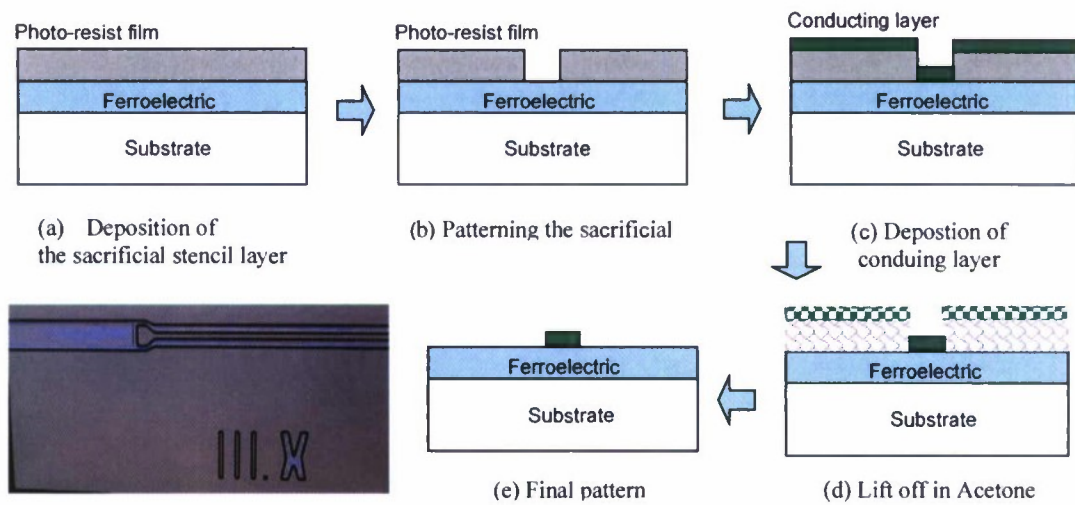 Photo-resist film
Ferroelectric
Substrate
(a) Deposition of
the sacrificial stencil layer
Photo-resist film
Ferroelectric
Substrate
(b) Patterning the sacrificial
Conducting layer
Ferroelectric
Substrate
(c) Depostion of
conduing layer
Ferroelectric
Substrate
(d) Lift off in Acetone
Ferroelectric
Substrate
(e) Final pattern
III.X